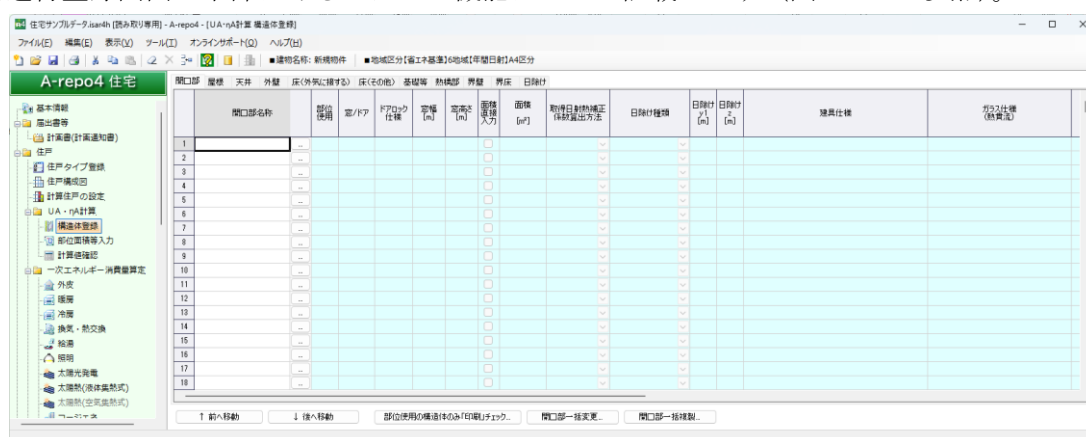 住宅サンプルデータ.isar4h [読み取り専用] - A-repo4 - [ＵA・ηA計算 構造体登録]
ファイル(F) 編集(E) 表示(V) ツール(T) オンラインサポート(O) ヘルプ(H)
■建物名称: 新規物件 ■地域区分[省エネ基準]6地域[年間日射]A4区分
A-repo4 住宅
基本情報
届出書等
計画書(計画通知書)
住戸
住戸タイプ登録
住戸構成図
計算住戸の設定
ＵＡ・ηA計算
構造体登録
部位面積等入力
計算値確認
一次エネルギー消費量算定
外皮
暖房
冷房
換気・熱交換
給湯
照明
太陽光発電
太陽熱(液体集熱式)
太陽熱(空気集熱式)
コージェネ
開口部 屋根 天井 外壁 床(外気に接する) 床(その他) 基礎等 熱橋部 界壁 界床 日除け
開口部名称 部位使用 窓/ドア ドアロック仕様 窓幅[m] 窓高さ[m] 面積直接入力 面積[㎡] 取得日射熱補正係数算出方法 日除け種類 日除けy1[m] 日除けz[m] 建具仕様 ガラス仕様(熱貫流)
1 ...
2 ...
3 ...
4 ...
5 ...
6 ...
7 ...
8 ...
9 ...
10 ...
11 ...
12 ...
13 ...
14 ...
15 ...
16 ...
17 ...
18 ...
↑ 前へ移動 ↓ 後へ移動 部位使用の構造体のみ「印刷」チェック... 開口部一括変更... 開口部一括複製...